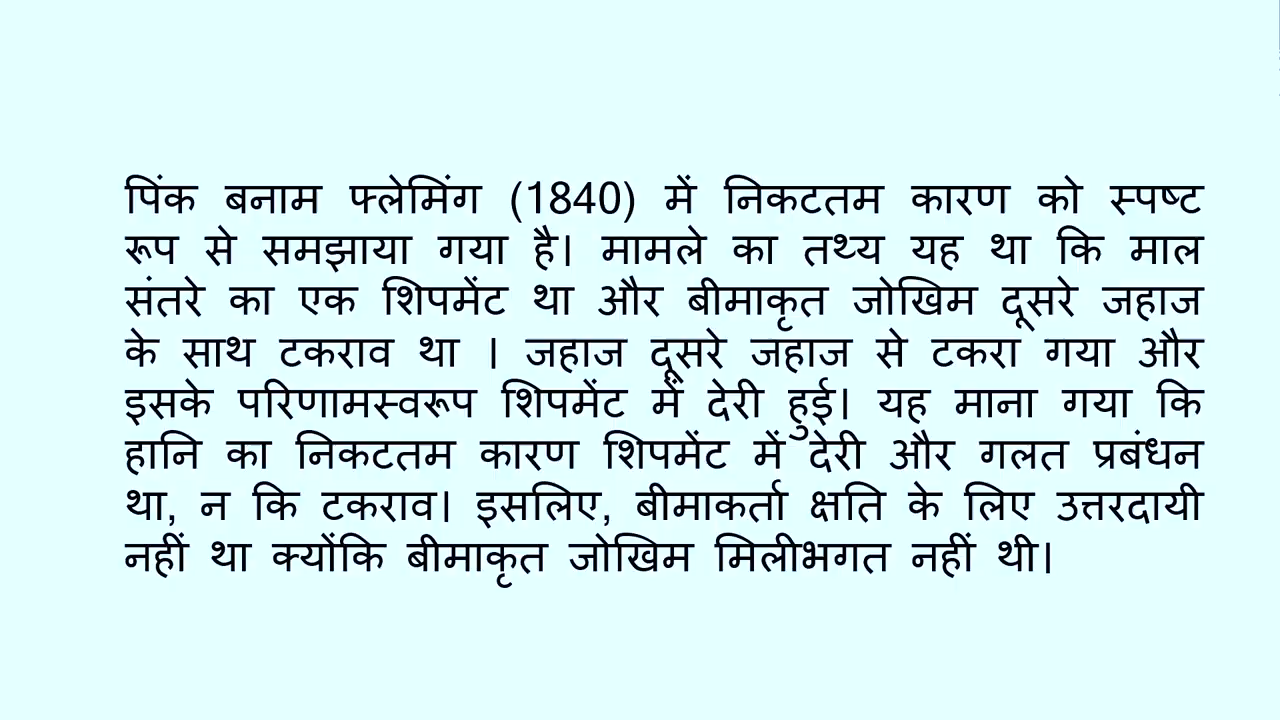 पिंक बनाम फ्लेमिंग (1840) में निकटतम कारण को स्पष्ट
रूप से समझाया गया है। मामले का तथ्य यह था कि माल
संतरे का एक शिपमेंट था और बीमाकृत जोखिम दूसरे जहाज
के साथ टकराव था । जहाज दूसरे जहाज से टकरा गया और
इसके परिणामस्वरूप शिपमेंट में देरी हुई। यह माना गया कि
हानि का निकटतम कारण शिपमेंट में देरी और गलत प्रबंधन
था, न कि टकराव। इसलिए, बीमाकर्ता क्षति के लिए उत्तरदायी
नहीं था क्योंकि बीमाकृत जोखिम मिलीभगत नहीं थी।